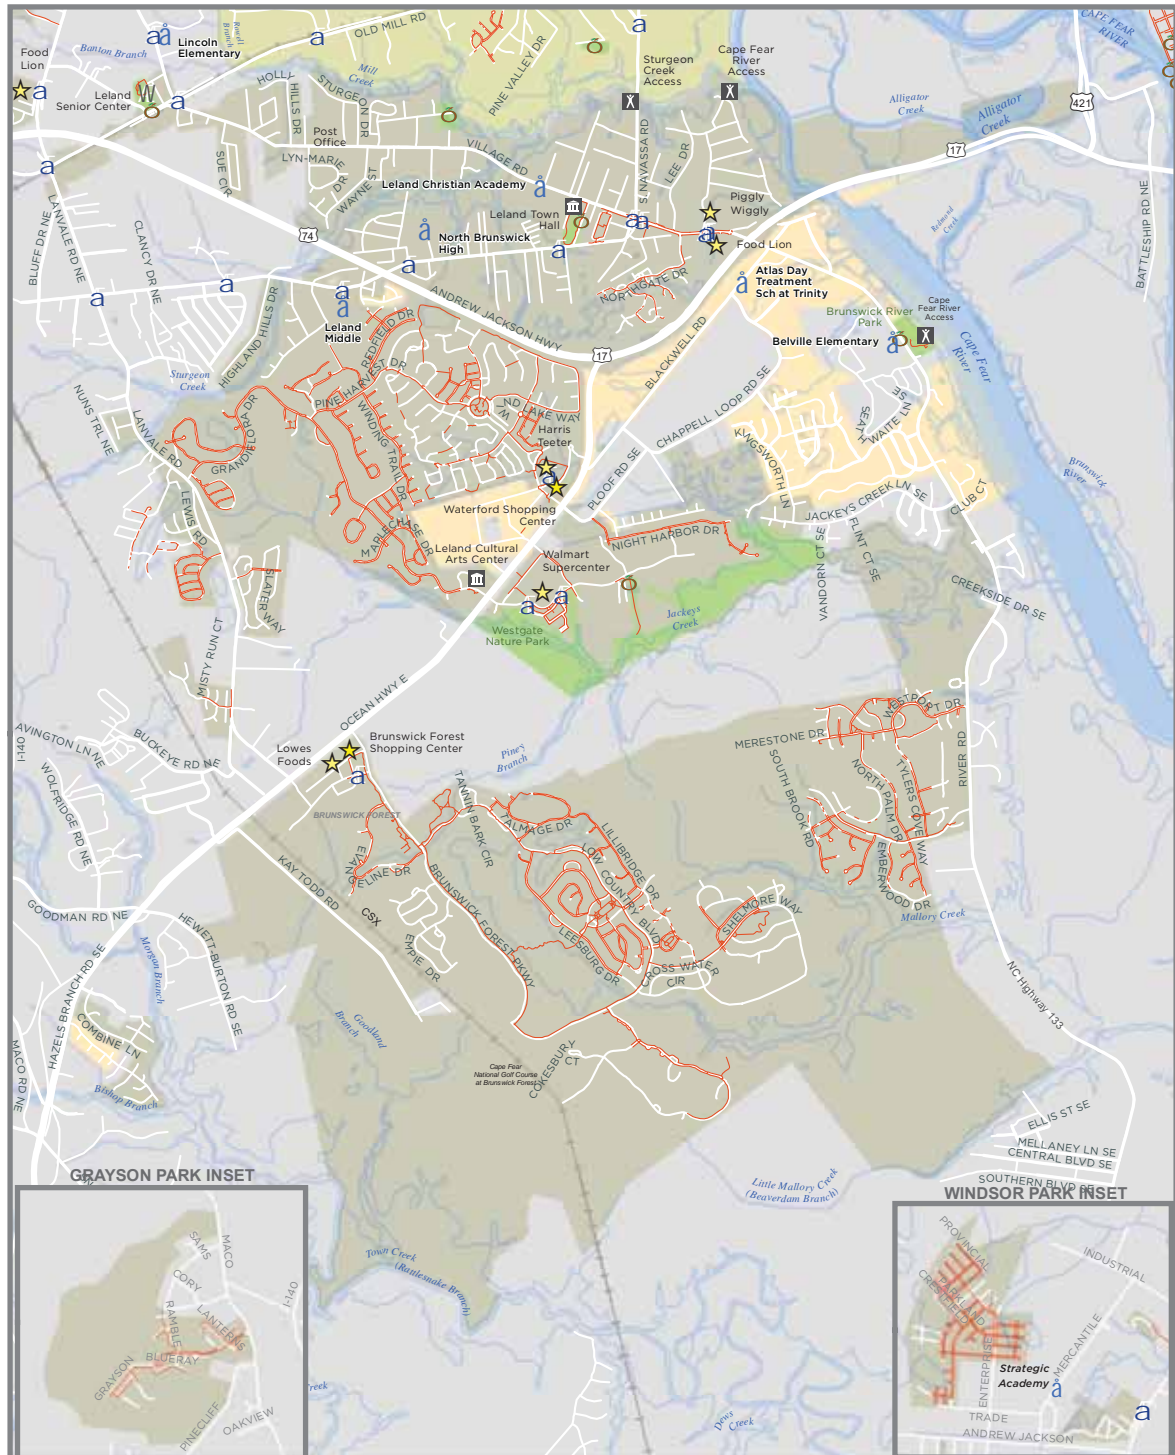 OLD MILL RD
CAPE FEAR
RIVER
Cape Fear
River
Access
Food
Lion
Banton Branch
Lincoln
Elementary
Mill
Creek
PINE VALLEY DR
Sturgeon
Creek
Access
Leland
Senior Center
HOLLY
HILLS DR
STURGEON DR
Alligator
Creek
Alligator
Creek
421
17
Post
Office
VILLAGE RD
S NAVASSA RD
LEE DR
SUE CIR
LYN-MARIE
DR
WAYNE ST
Leland Christian Academy
Piggly
Wiggly
Leland Town
Hall
BLUFF DR NE
LANVALE RD NE
CLANCY DR NE
74
North Brunswick
High
Food Lion
Redmond
Creek
BATTLESHIP RD NE
NORTHGATE DR
Atlas Day
Treatment
Sch at Trinity
HIGHLAND HILLS DR
Leland
Middle
ANDREW JACKSON HWY
REDFIELD DR
17
BLACKWELL RD
Brunswick River
Park
Cape
Fear River
Access
Belville Elementary
Cape Fear
River
Sturgeon
Creek
PINE HARVEST DR
NUNS TRL NE
LANVALE RD
GRANDIFLORA DR
WINDING TRAIL DR
ND LAKE WAY
Harris
Teeter
CHAPPELL LOOP RD SE
SEATH
WAITE LN
SE
KINGSWORTH LN
PLOOF RD SE
LEWIS RD
Waterford Shopping
Center
JACKEYS CREEK LN SE
CLUB CT
Brunswick
River
MAPLECHASE DR
NIGHT HARBOR DR
VANDORN CT SE
FLINT CT SE
Leland Cultural
Arts Center
Walmart
Supercenter
SLATER WAY
CREEKSIDE DR SE
Jackeys
Creek
Westgate
Nature Park
MISTY RUN CT
OCEAN HWY E
WESTPORT DR
AVINGTON LN NE
BUCKEYE RD NE
I-140
Lowes
Foods
Brunswick Forest
Shopping Center
Pine's
Branch
MERESTONE DR
RIVER RD
WOLFRIDGE RD NE
TANNIN BARK CIR
SOUTH BROOK RD
NORTH PALM DR
TYLERS COVE WAY
BRUNSWICK FOREST
TALMAGE DR
LILLIBRIDGE DR
LOW COUNTRY BLVD
EVANGELINE DR
KAY TODD RD
BRUNSWICK FOREST PKWY
EMBERWOOD DR
GOODMAN RD NE
HEWETT-BURTON RD SE
CSX
SHELMORE WAY
Mallory Creek
Morgan Branch
EMPIE DR
LEESBURG DR
CROSS WATER
CIR
HAZELS BRANCH RD SE
NC Highway 133
Goodland
Branch
COMBINE LN
MACO RD NE
Bishop Branch
Cape Fear
National Golf Course
at Brunswick Forest
COKESBURY
CT
ELLIS ST SE
MELLANEY LN SE
CENTRAL BLVD SE
SOUTHERN BLVD SE
Little Mallory Creek
(Beaverdam Branch)
GRAYSON PARK INSET
WINDSOR PARK INSET
SAMS
MACO
CORY
LANTERNS
I-140
RAMBLE
BLUERAY
GRAYSON
PINECLIFF
OAKVIEW
Town Creek
(Rattlesnake Branch)
Creek
Dews
Creek
PROVINCIAL
INDUSTRIAL
PARKLAND
CRESTFIELD
MERCANTILE
ENTERPRISE
Strategic
Academy
TRADE
ANDREW JACKSON